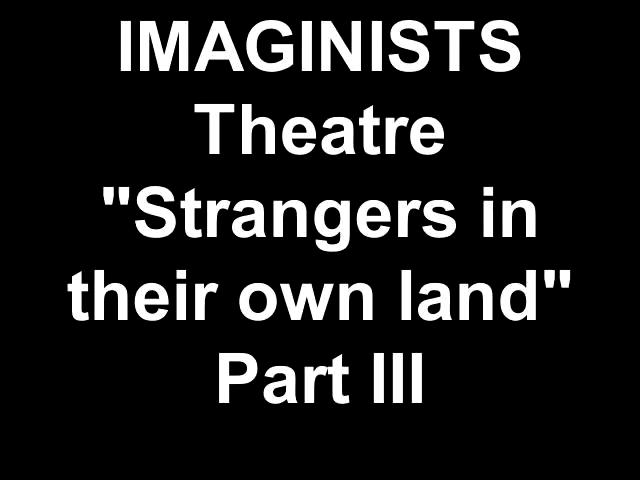 IMAGINISTS
Theatre
"Strangers in
their own land"
Part III